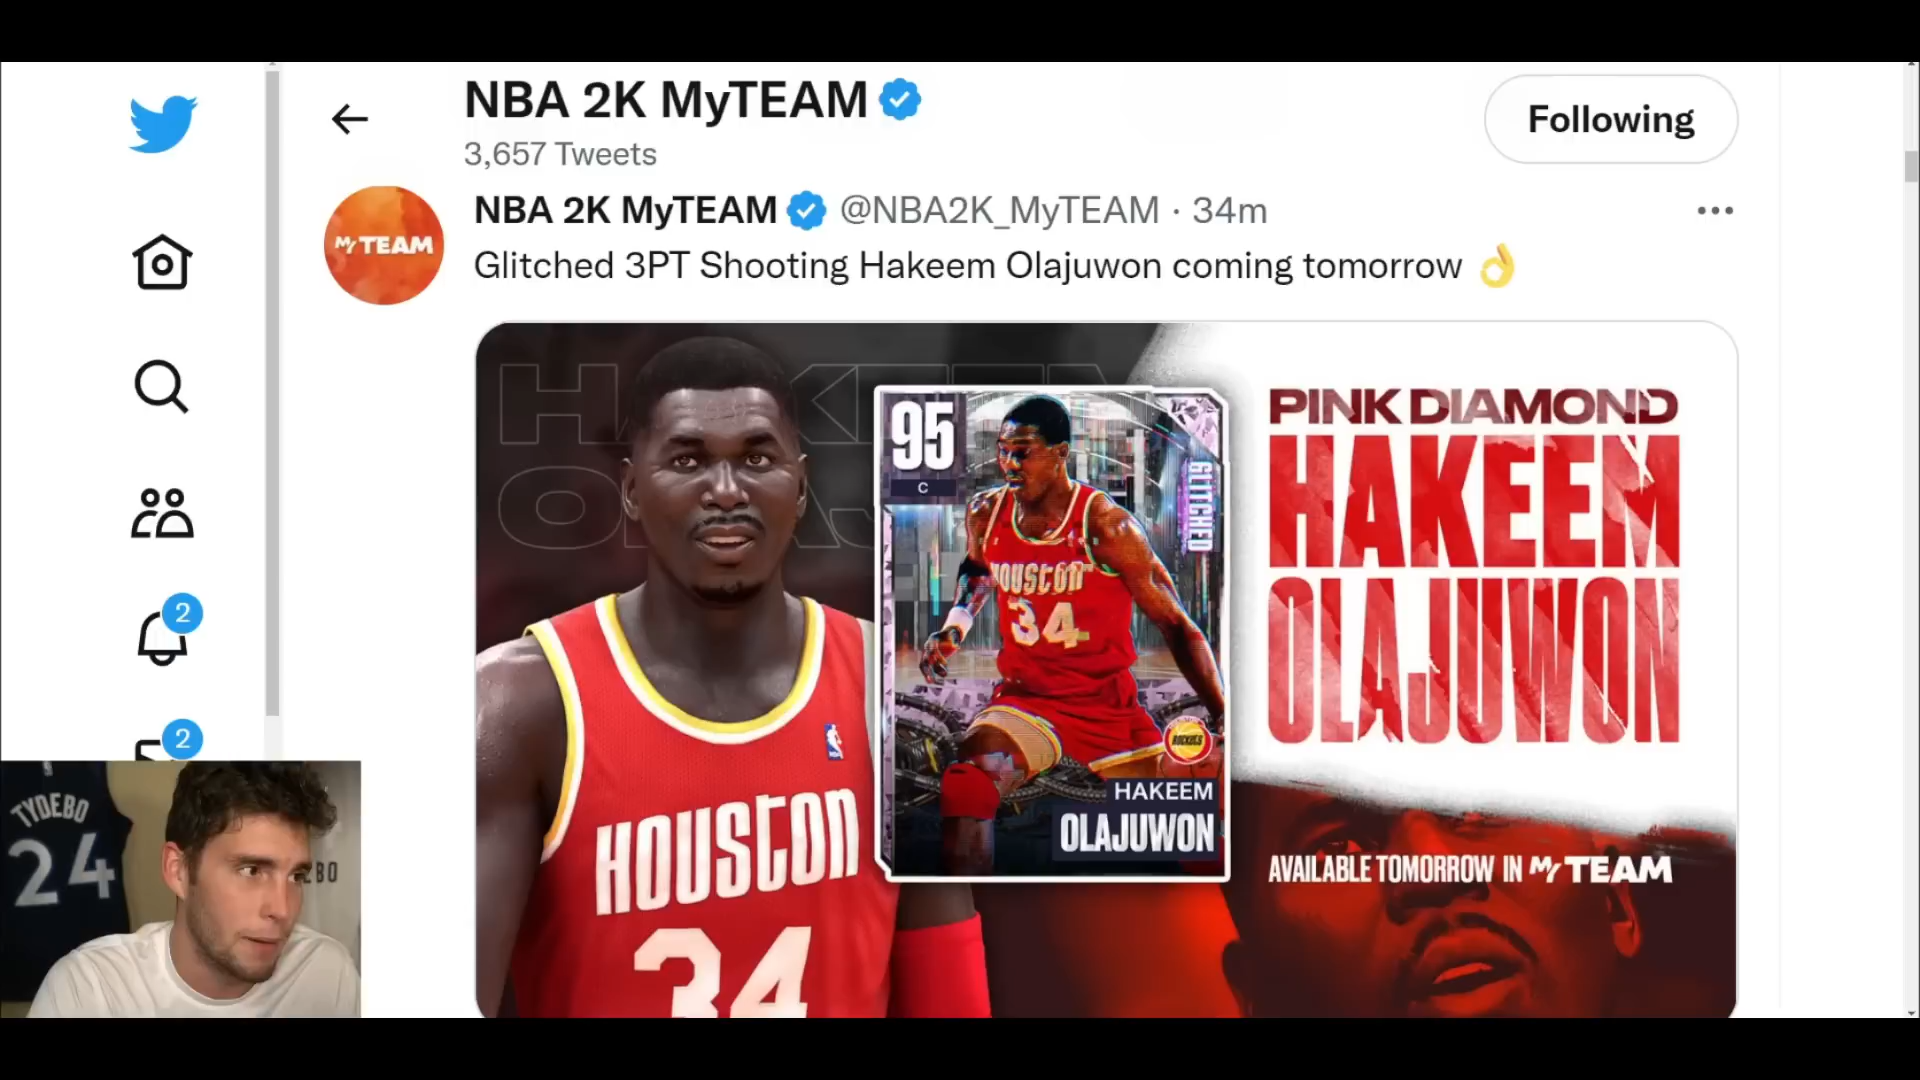 NBA 2K MyTEAM
3,657 Tweets
Following
NBA 2K MyTEAM @NBA2K_MyTEAM · 34m
Glitched 3PT Shooting Hakeem Olajuwon coming tomorrow 👌
MyTEAM
2
2
HAKEEM
95
C
GLITCHED
HOUSTON
34
ROCKETS
HAKEEM
OLAJUWON
HOUSTON
34
PINK DIAMOND
HAKEEM
OLAJUWON
AVAILABLE TOMORROW IN MyTEAM
TYDEBO
24